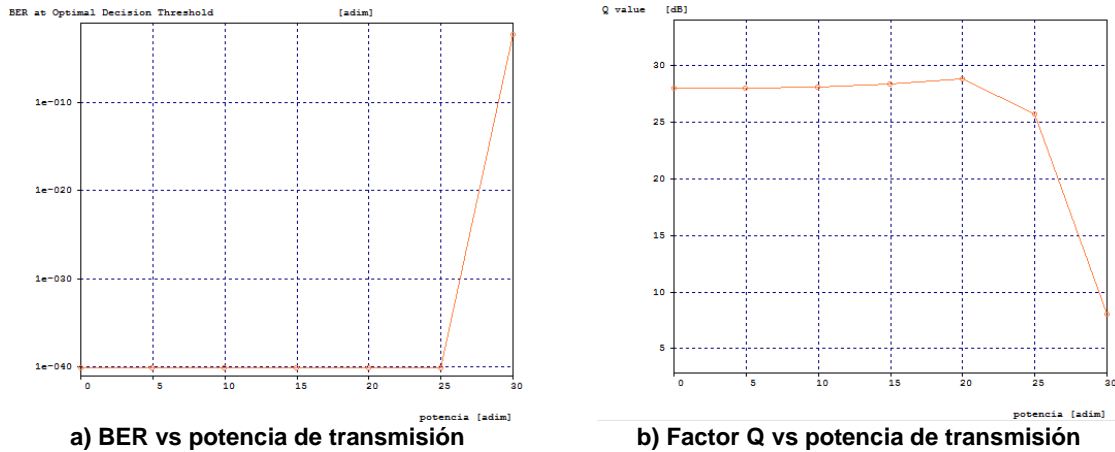 BER at Optimal Decision Threshold [adim]
1e-010
1e-020
1e-030
1e-040
0 5 10 15 20 25 30
potencia [adim]
a) BER vs potencia de transmisión
Q value [dB]
30
25
20
15
10
5
0 5 10 15 20 25 30
potencia [adim]
b) Factor Q vs potencia de transmisión